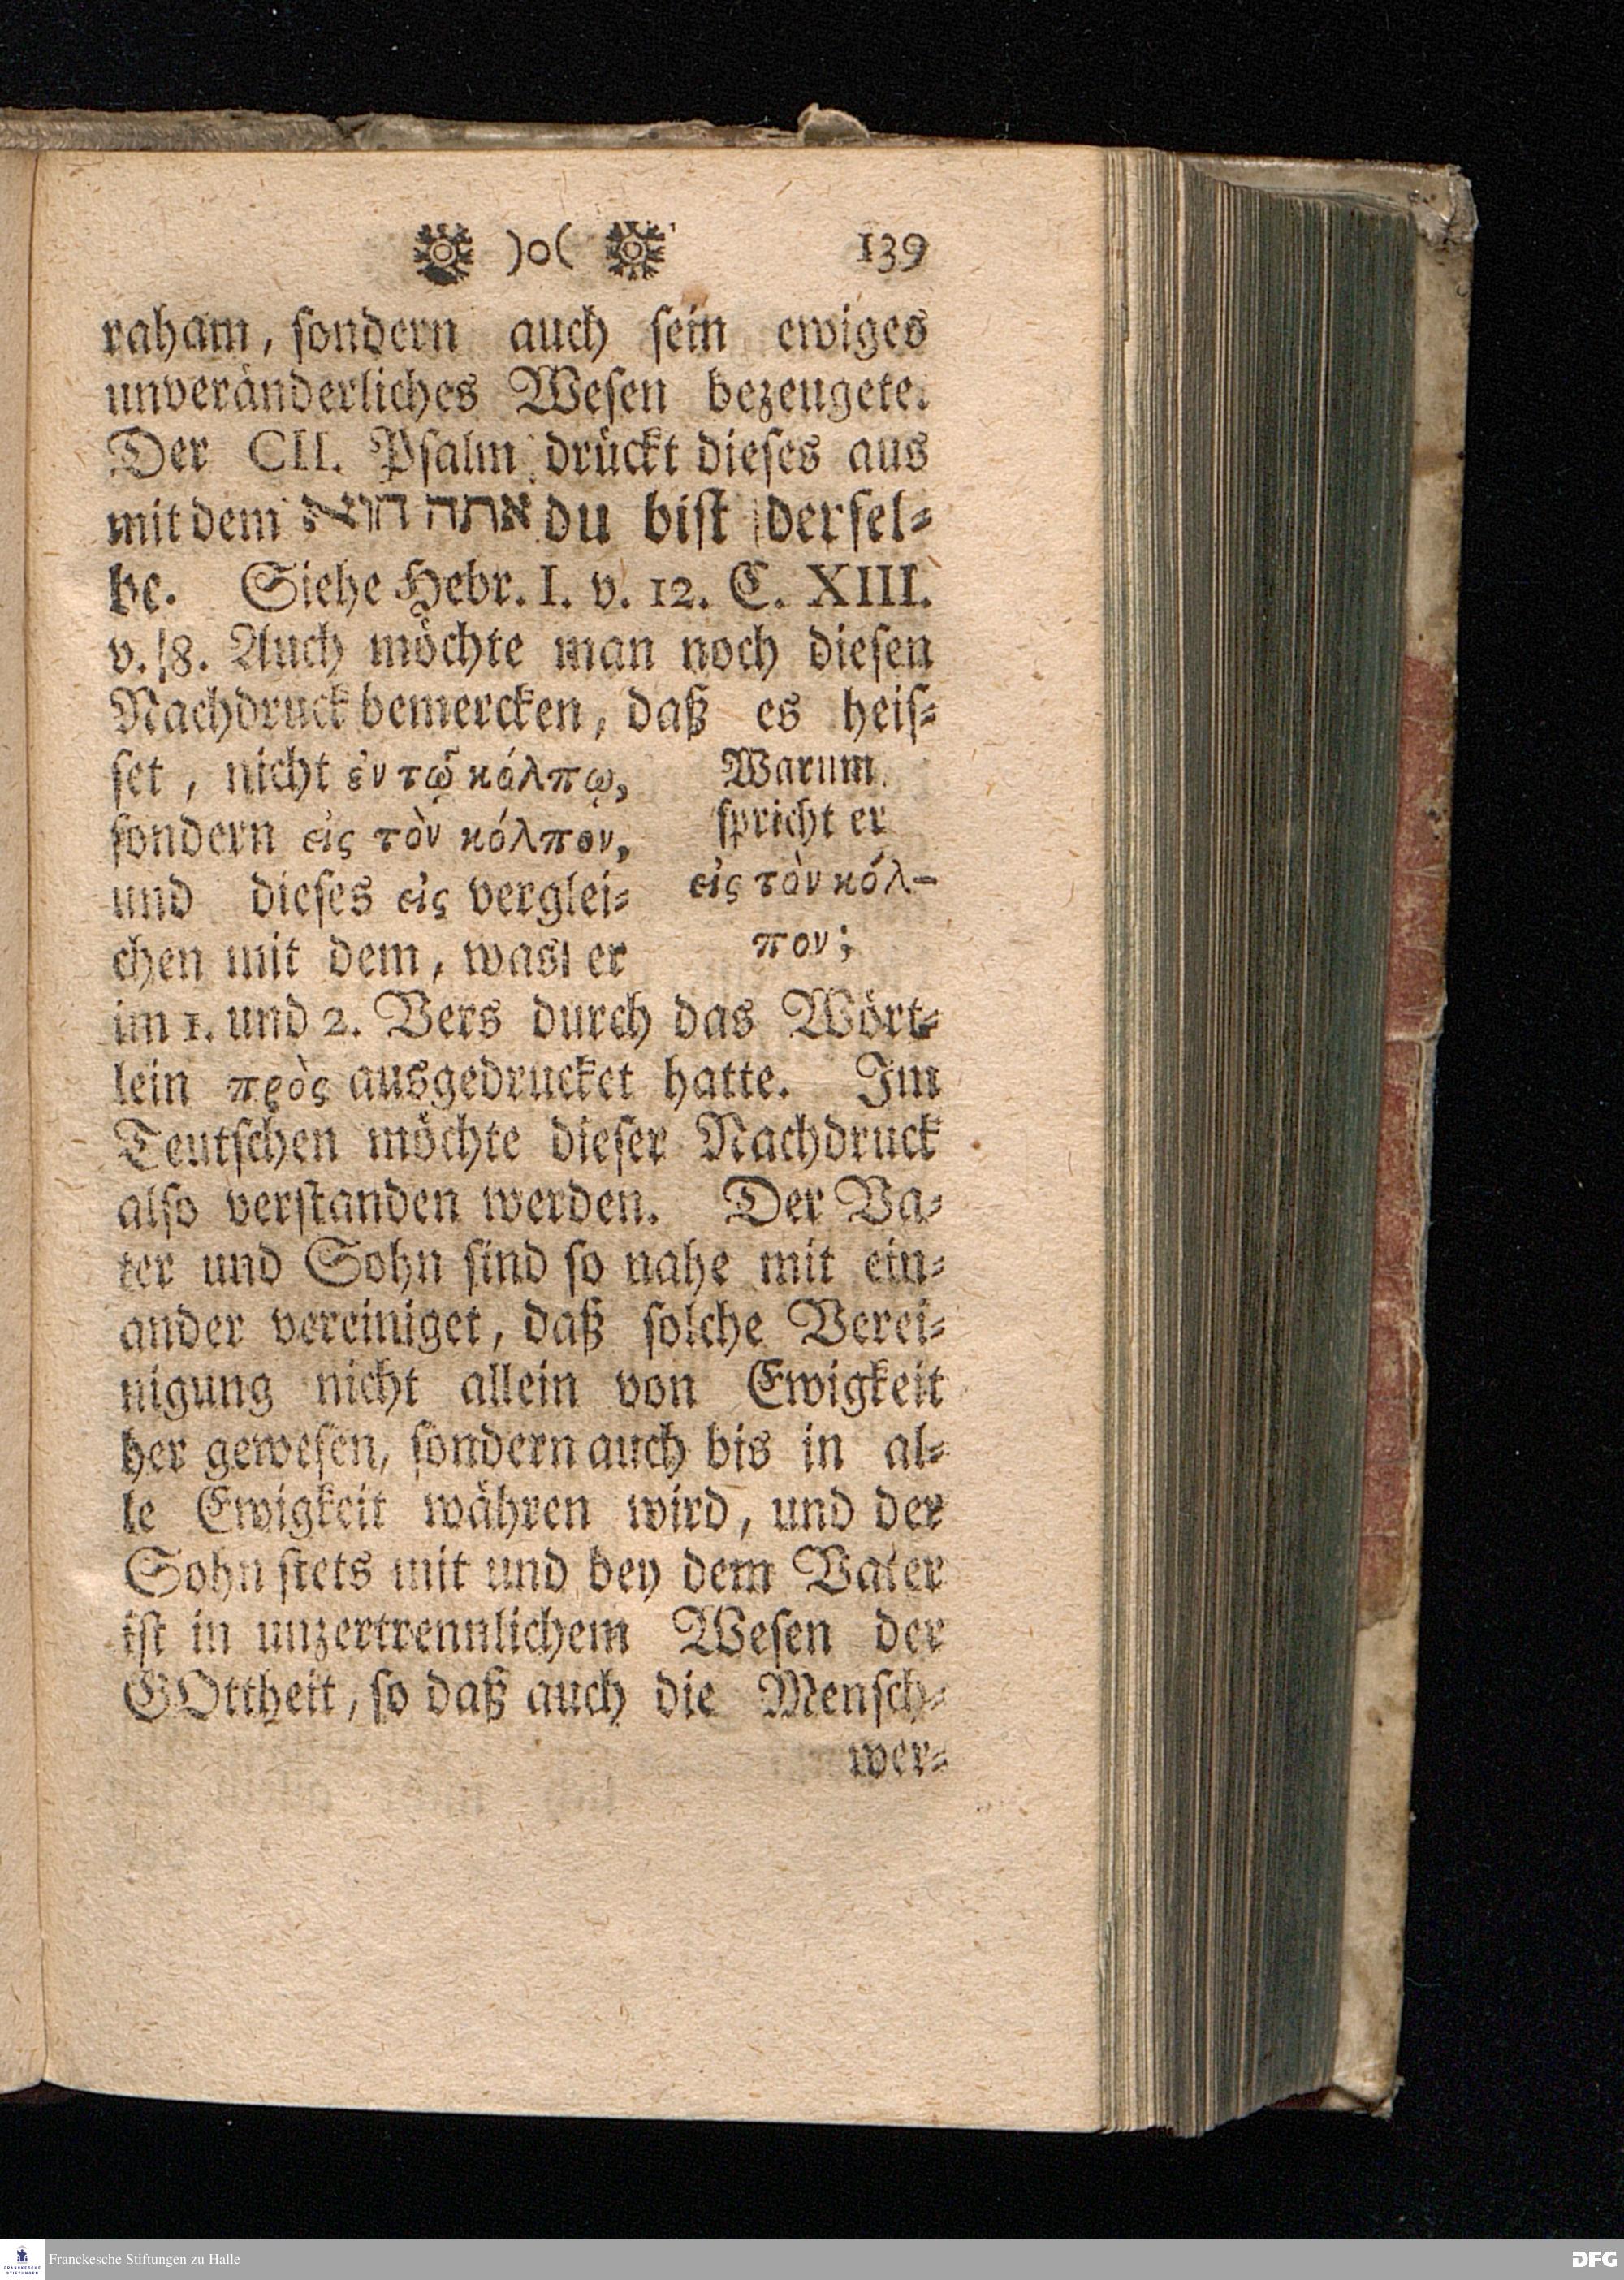 )o( 139
raham, sondern auch sein ewiges
unveränderliches Wesen bezeugete.
Der CII. Psalm drückt dieses aus
mit dem אתה הוא du bist dersel=
be. Siehe Hebr. I. v. 12. C. XIII.
v. 8. Auch möchte man noch diesen
Nachdruck bemercken, daß es heis=
set, nicht ἐν τῷ κόλπῳ,
sondern εἰς τὸν κόλπον,
und dieses εἰς verglei=
chen mit dem, was er
Warum
spricht er
εἰς τὸν κόλ-
πον;
im 1. und 2. Vers durch das Wört=
lein πρὸς ausgedrucket hatte. Im
Teutschen möchte dieser Nachdruck
also verstanden werden. Der Va=
ter und Sohn sind so nahe mit ein=
ander vereiniget, daß solche Verei=
nigung nicht allein von Ewigkeit
her gewesen, sondern auch bis in al=
le Ewigkeit währen wird, und der
Sohn stets mit und bey dem Vater
ist in unzertrennlichem Wesen der
GOttheit, so daß auch die Mensch=
wer=
Franckesche Stiftungen zu Halle
DFG